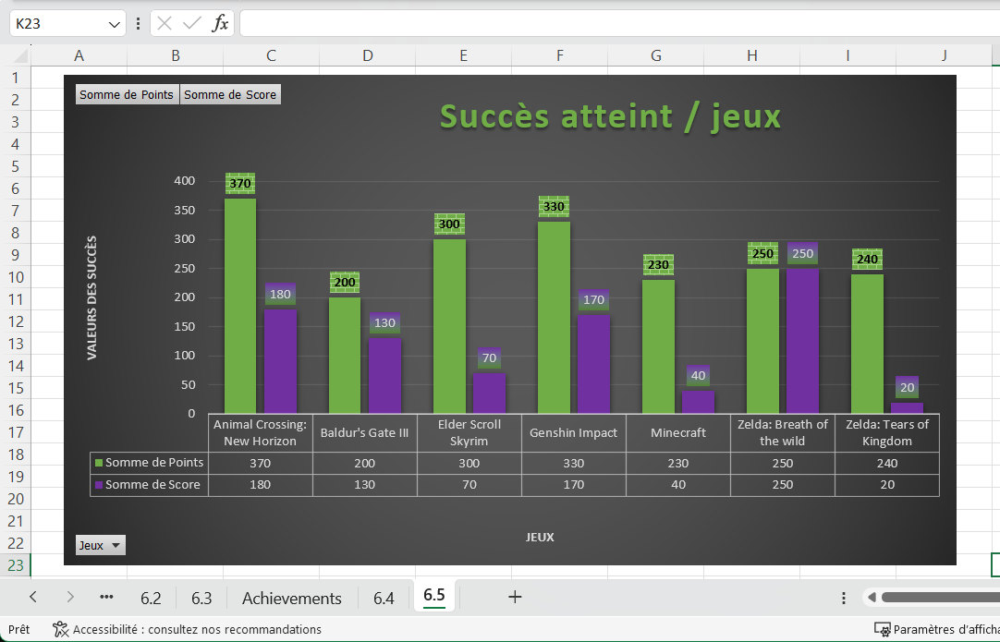 K23
fx
A B C D E F G H I J
1
2
3
4
5
6
7
8
9
10
11
12
13
14
15
16
17
18
19
20
21
22
23
Somme de Points Somme de Score
Succès atteint / jeux
VALEURS DES SUCCÈS
400
350
300
250
200
150
100
50
0
370 180 200 130 300 70 330 170 230 40 250 250 240 20
Animal Crossing: New Horizon
Baldur's Gate III
Elder Scroll Skyrim
Genshin Impact
Minecraft
Zelda: Breath of the wild
Zelda: Tears of Kingdom
Somme de Points 370 200 300 330 230 250 240
Somme de Score 180 130 70 170 40 250 20
JEUX
Jeux
6.2 6.3 Achievements 6.4 6.5
Prêt Accessibilité : consultez nos recommandations Paramètres d'afficha